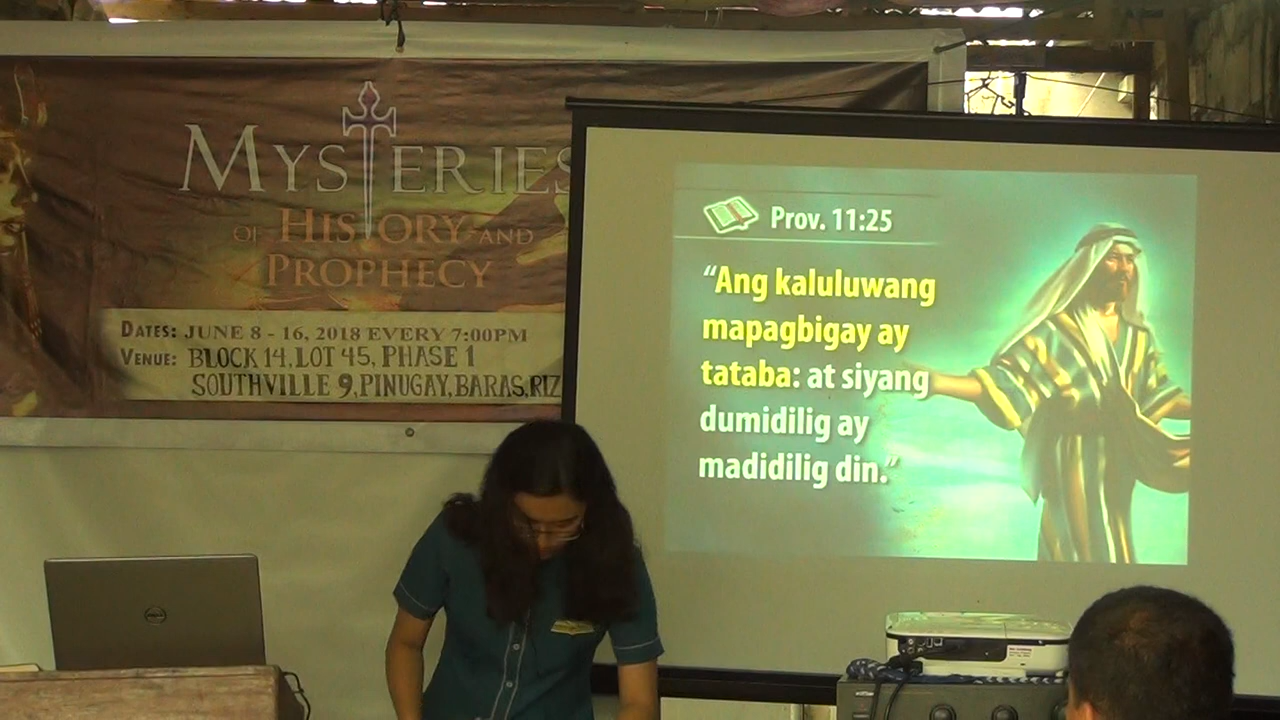 MYSTERIES
OF HISTORY AND
PROPHECY
DATES: JUNE 8 - 16, 2018 EVERY 7:00PM
VENUE: BLOCK 14, LOT 45, PHASE 1
SOUTHVILLE 9, PINUGAY, BARAS, RIZ
Prov. 11:25
“Ang kaluluwang
mapagbigay ay
tataba: at siyang
dumidilig ay
madidilig din.”
DELL